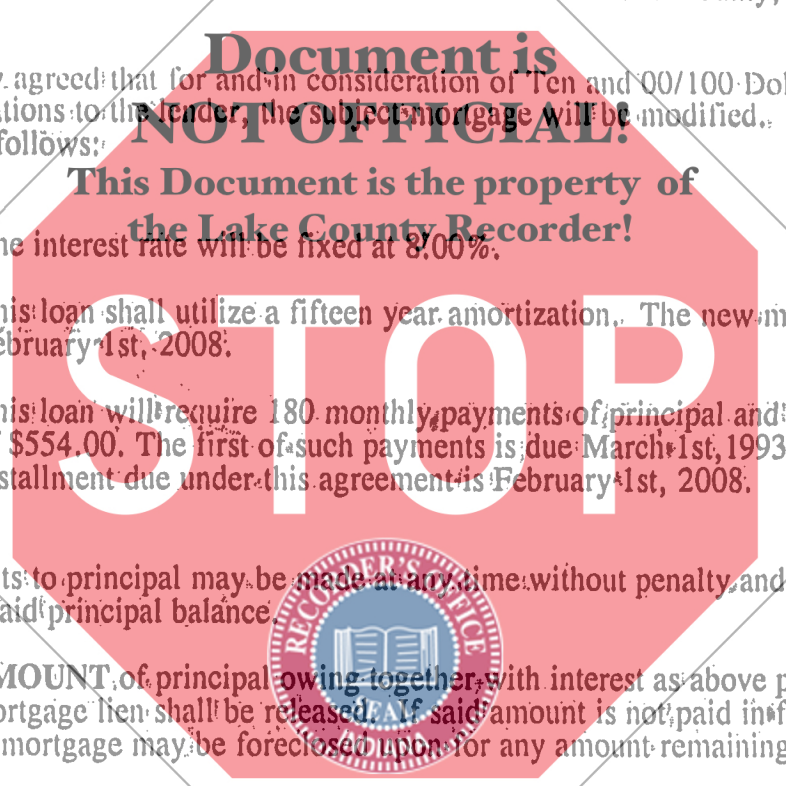 Document is
y agreed that for and in consideration of Ten and 00/100 Dol
NOT OFFICIAL!
tions to the lender, the subject mortgage will be modified.
follows:
This Document is the property of
the Lake County Recorder!
he interest rate will be fixed at 8.00%.
his loan shall utilize a fifteen year amortization. The new m
ebruary 1st, 2008.
STOP
his loan will require 180 monthly payments of principal and
$554.00. The first of such payments is due March 1st, 1993
stallment due under this agreement is February 1st, 2008.
ts to principal may be made at any time without penalty and
aid principal balance.
RECORDER'S OFFICE
SEAL
MOUNT of principal owing together with interest as above p
ortgage lien shall be released. If said amount is not paid in f
mortgage may be foreclosed upon for any amount remaining